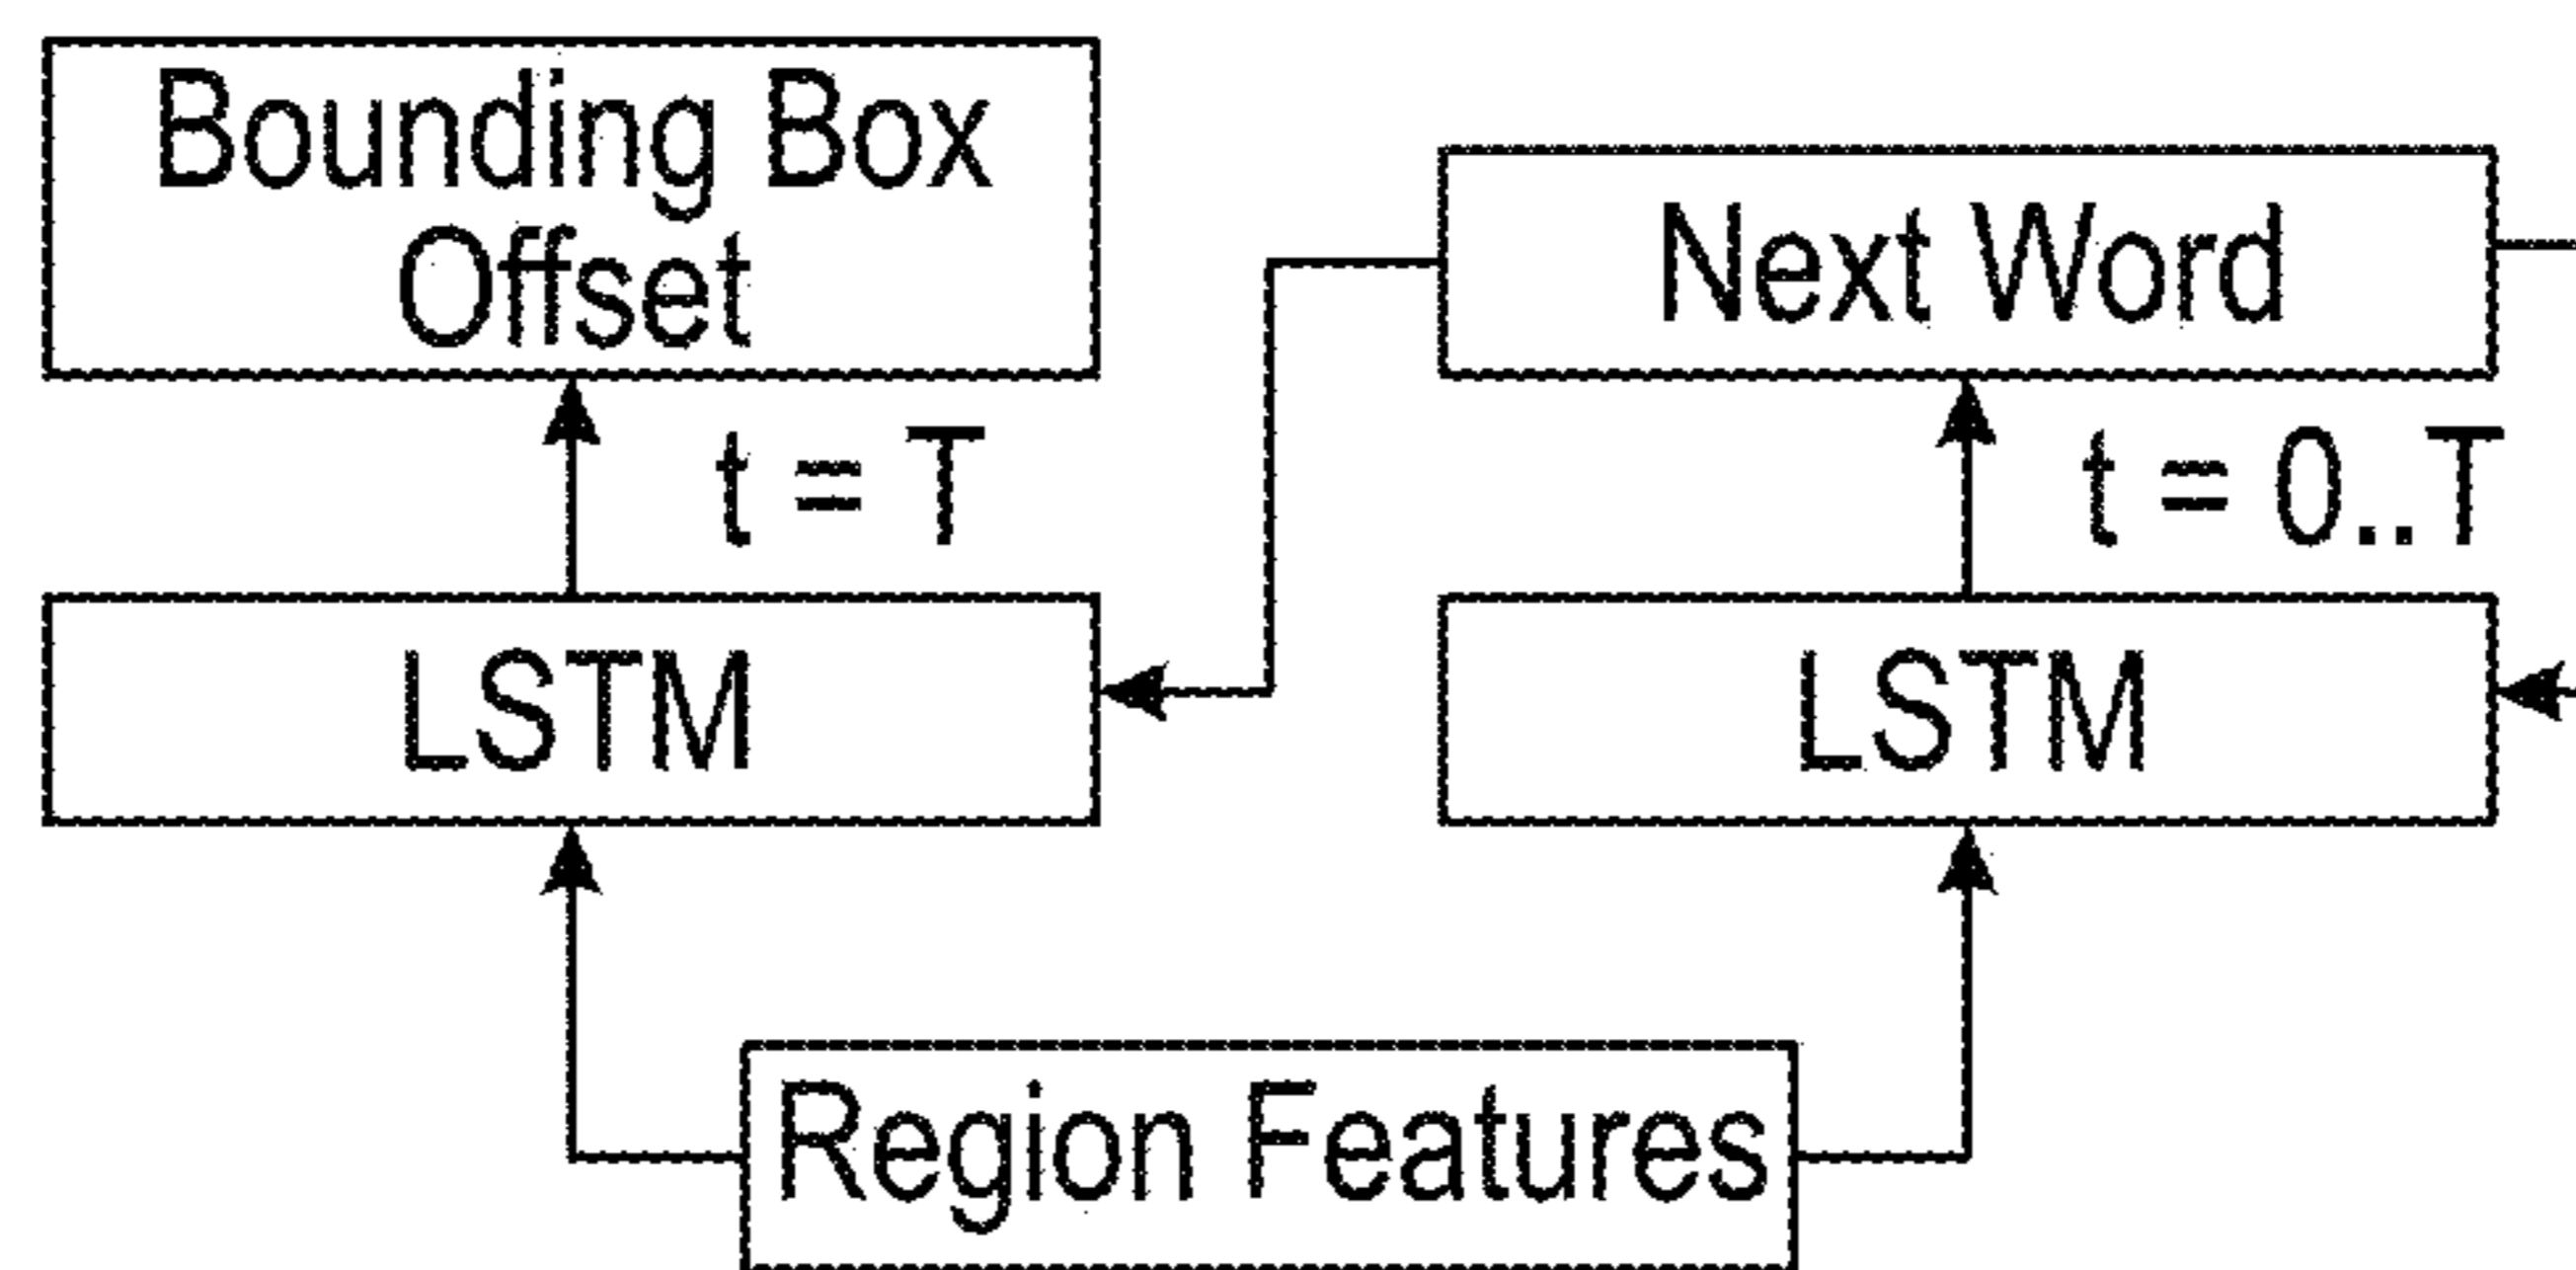 Bounding Box
Offset
Next Word
t = T
t = 0..T
LSTM
LSTM
Region Features